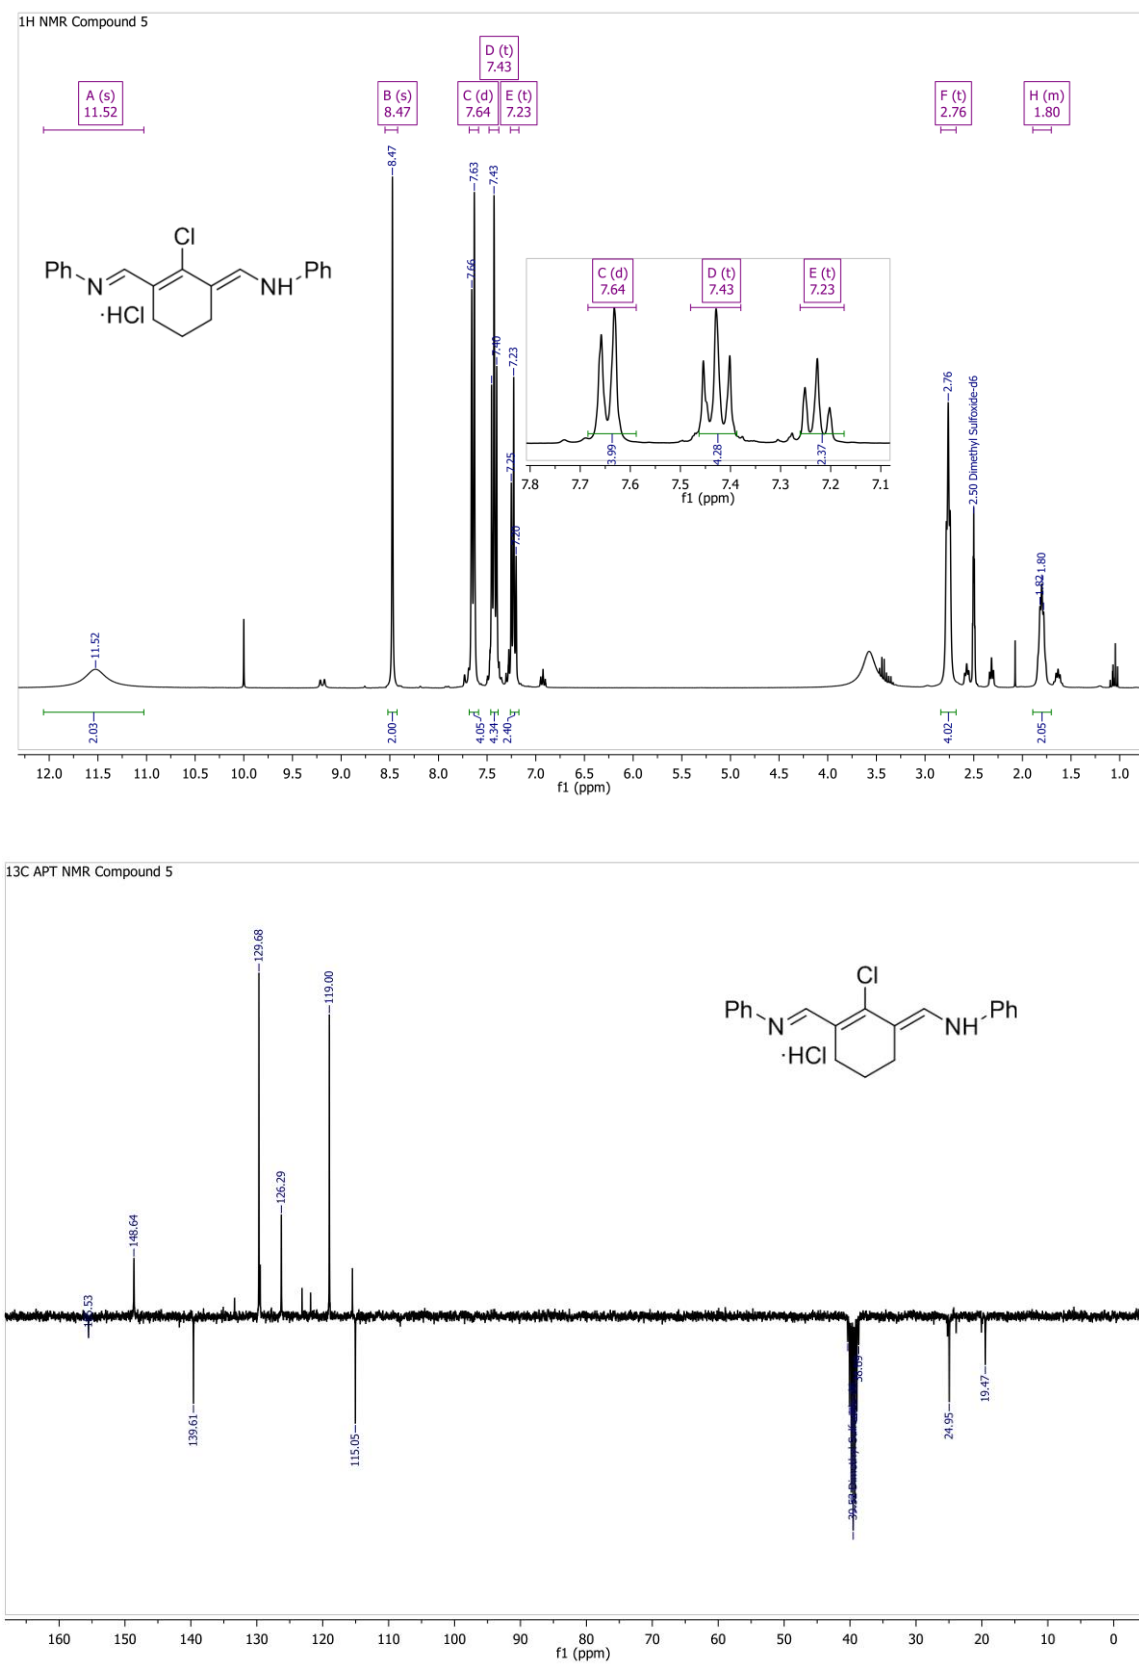 1H NMR Compound 5
D (t)
7.43
A (s)
11.52
B (s)
8.47
C (d)
7.64
E (t)
7.23
F (t)
2.76
H (m)
1.80
8.47
7.63
7.66
7.43
7.40
7.25
7.23
7.20
2.76
2.50 Dimethyl Sulfoxide-d6
1.82
1.80
11.52
Cl
Ph N NH Ph
·HCl
C (d)
7.64
D (t)
7.43
E (t)
7.23
3.99
4.28
2.37
7.8 7.7 7.6 7.5 7.4 7.3 7.2 7.1
f1 (ppm)
2.03
2.00
4.05
4.34
2.40
4.02
2.05
12.0 11.5 11.0 10.5 10.0 9.5 9.0 8.5 8.0 7.5 7.0 6.5 6.0 5.5 5.0 4.5 4.0 3.5 3.0 2.5 2.0 1.5 1.0
f1 (ppm)
13C APT NMR Compound 5
129.68
119.00
126.29
148.64
139.61
115.05
24.95
19.47
Cl
Ph N NH Ph
·HCl
160 150 140 130 120 110 100 90 80 70 60 50 40 30 20 10 0
f1 (ppm)